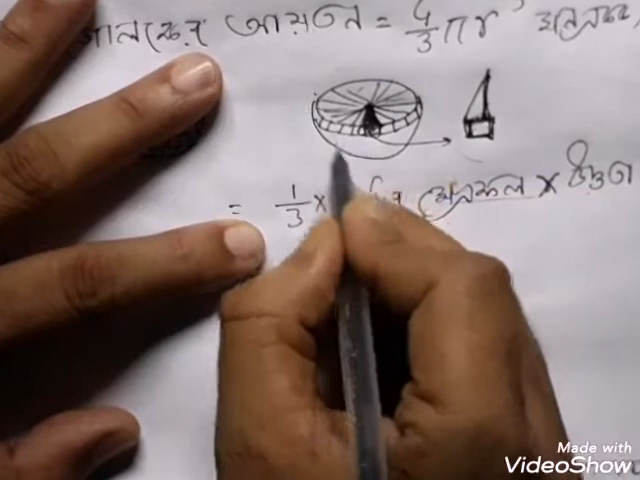 গোলকের আয়তন = 4/3 πr³
= 1/3 × ক্ষেত্রফল × উচ্চতা
Made with
VideoShow